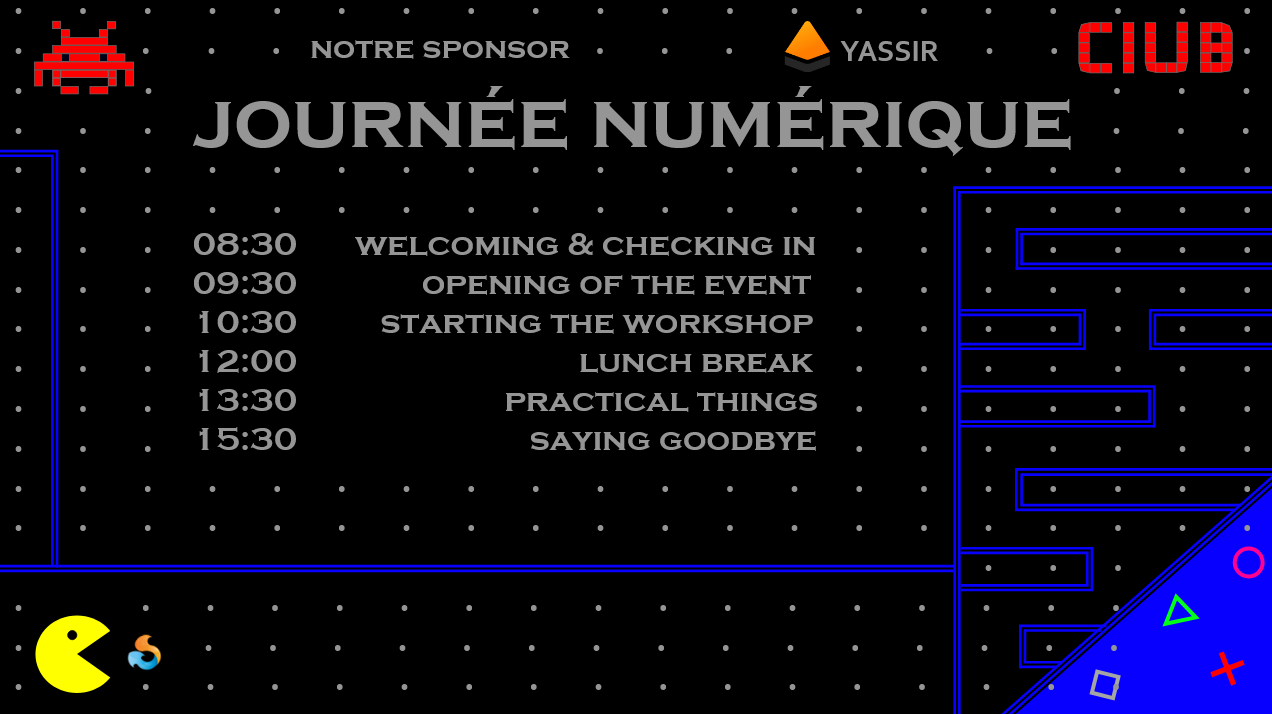 NOTRE SPONSOR
YASSIR
CIUB
JOURNÉE NUMÉRIQUE
08:30 WELCOMING & CHECKING IN
09:30 OPENING OF THE EVENT
10:30 STARTING THE WORKSHOP
12:00 LUNCH BREAK
13:30 PRACTICAL THINGS
15:30 SAYING GOODBYE